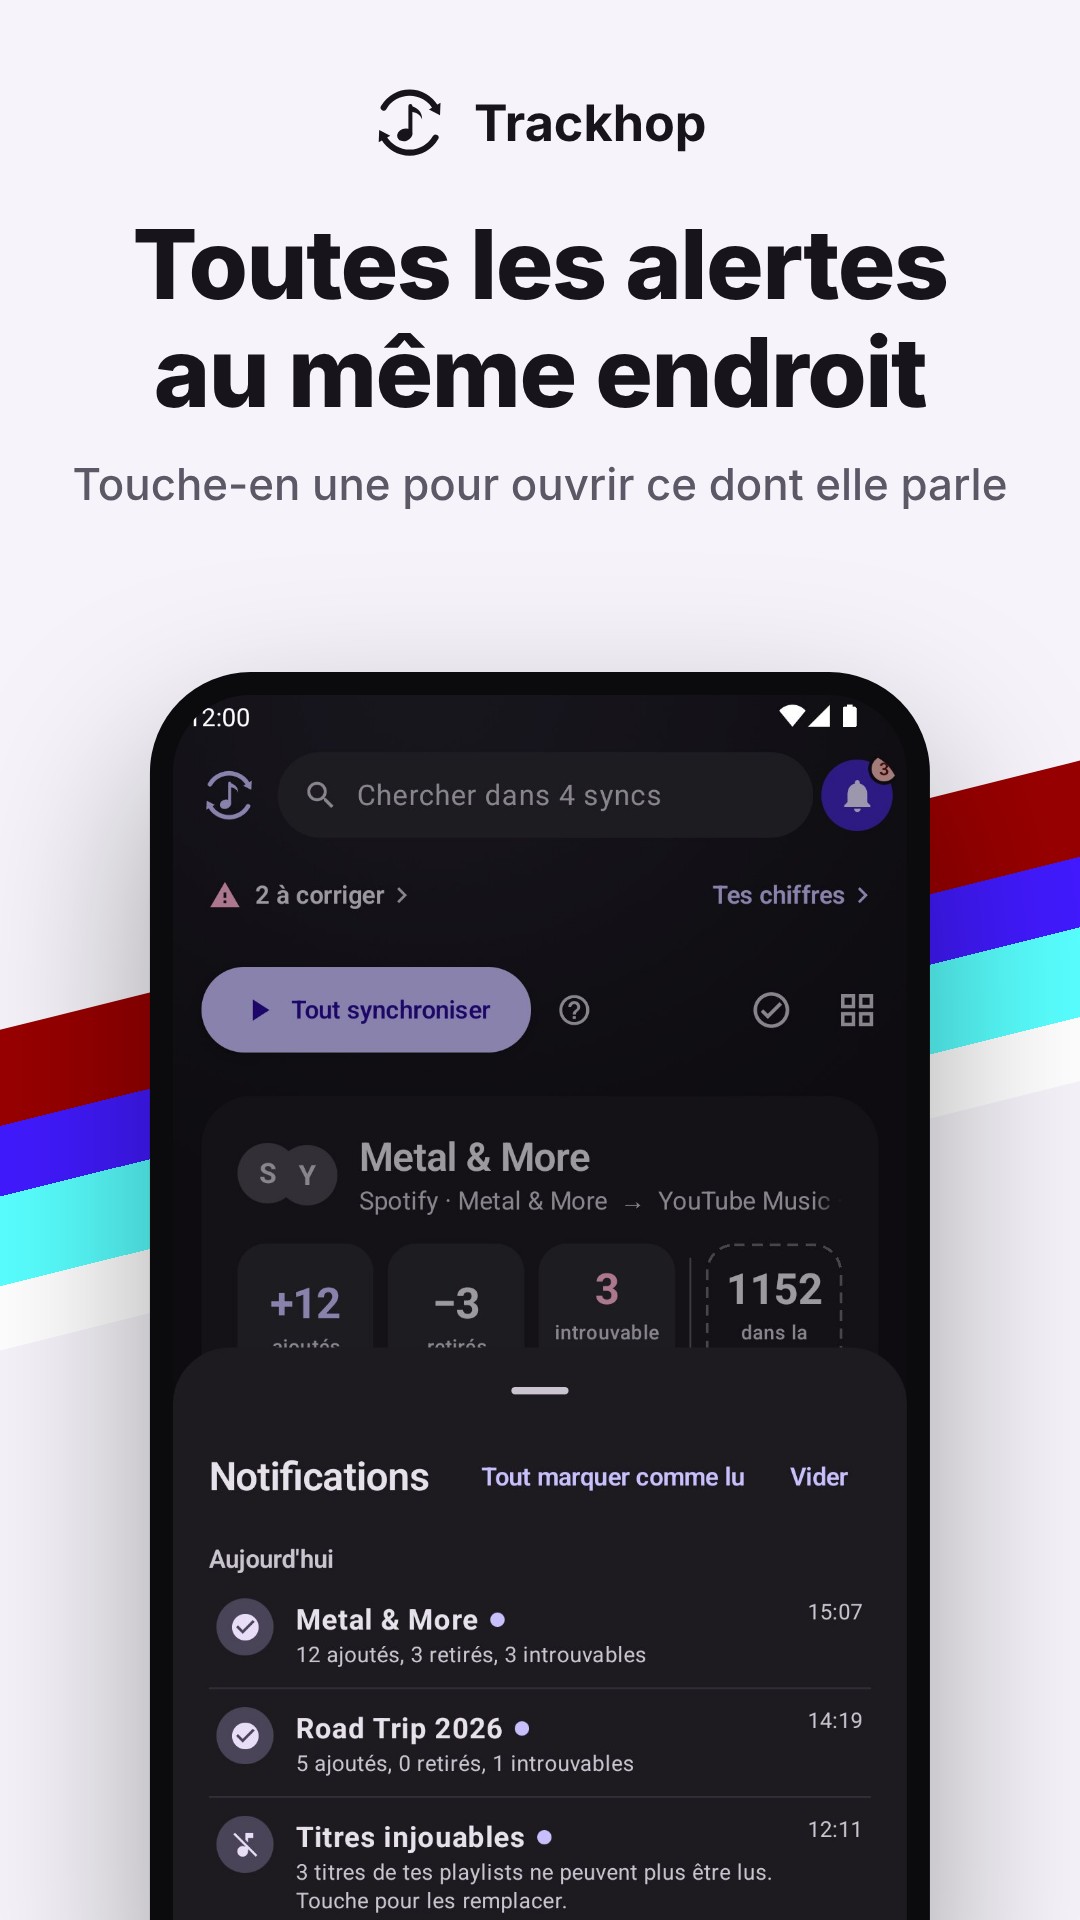 Trackhop
Toutes les alertes
au même endroit
Touche-en une pour ouvrir ce dont elle parle
12:00
Chercher dans 4 syncs
3
2 à corriger
Tes chiffres
Tout synchroniser
S Y
Metal & More
Spotify · Metal & More → YouTube Music
+12
−3
3
1152
ajoutés
retirés
introuvable
dans la
Notifications
Tout marquer comme lu
Vider
Aujourd'hui
Metal & More
15:07
12 ajoutés, 3 retirés, 3 introuvables
Road Trip 2026
14:19
5 ajoutés, 0 retirés, 1 introuvables
Titres injouables
12:11
3 titres de tes playlists ne peuvent plus être lus.
Touche pour les remplacer.